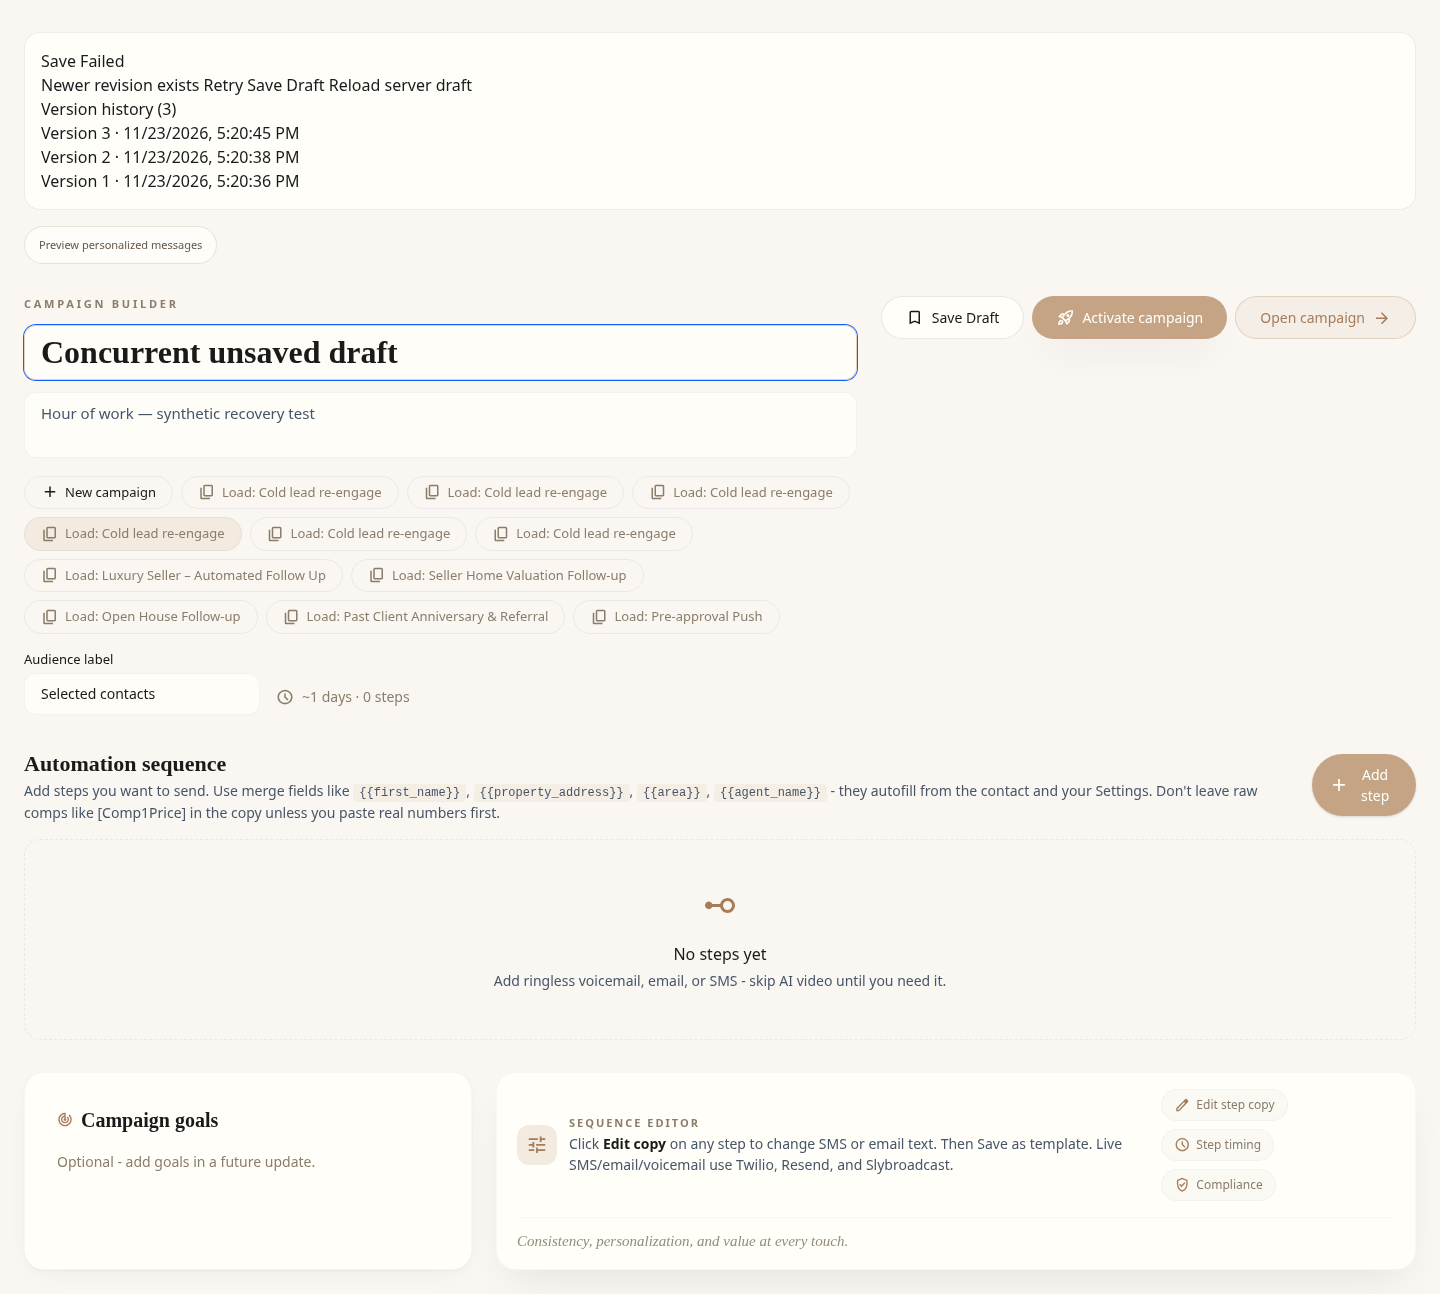 Save Failed
Newer revision exists Retry Save Draft Reload server draft
Version history (3)
Version 3 · 11/23/2026, 5:20:45 PM
Version 2 · 11/23/2026, 5:20:38 PM
Version 1 · 11/23/2026, 5:20:36 PM
Preview personalized messages
CAMPAIGN BUILDER
Save Draft
Activate campaign
Open campaign
Concurrent unsaved draft
Hour of work — synthetic recovery test
New campaign
Load: Cold lead re-engage
Load: Cold lead re-engage
Load: Cold lead re-engage
Load: Cold lead re-engage
Load: Cold lead re-engage
Load: Cold lead re-engage
Load: Luxury Seller – Automated Follow Up
Load: Seller Home Valuation Follow-up
Load: Open House Follow-up
Load: Past Client Anniversary & Referral
Load: Pre-approval Push
Audience label
Selected contacts
~1 days · 0 steps
Automation sequence
Add steps you want to send. Use merge fields like {{first_name}}, {{property_address}}, {{area}}, {{agent_name}} - they autofill from the contact and your Settings. Don't leave raw
comps like [Comp1Price] in the copy unless you paste real numbers first.
Add
step
No steps yet
Add ringless voicemail, email, or SMS - skip AI video until you need it.
Campaign goals
Optional - add goals in a future update.
SEQUENCE EDITOR
Click Edit copy on any step to change SMS or email text. Then Save as template. Live
SMS/email/voicemail use Twilio, Resend, and Slybroadcast.
Edit step copy
Step timing
Compliance
Consistency, personalization, and value at every touch.